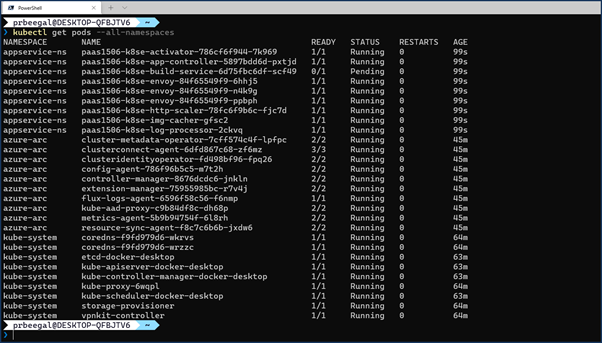 PowerShell
prbeegal@DESKTOP-QFBJTV6 ~
❯ kubectl get pods --all-namespaces
NAMESPACE NAME READY STATUS RESTARTS AGE
appservice-ns paas1506-k8se-activator-786cf6f944-7k969 1/1 Running 0 99s
appservice-ns paas1506-k8se-app-controller-5897bdd6d-pxtjd 1/1 Running 0 99s
appservice-ns paas1506-k8se-build-service-6d75fbc6df-scf49 0/1 Pending 0 99s
appservice-ns paas1506-k8se-envoy-84f65549f9-6hhj5 1/1 Running 0 99s
appservice-ns paas1506-k8se-envoy-84f65549f9-n4k9g 1/1 Running 0 99s
appservice-ns paas1506-k8se-envoy-84f65549f9-ppbph 1/1 Running 0 99s
appservice-ns paas1506-k8se-http-scaler-78fc6f9b6c-fjc7d 1/1 Running 0 99s
appservice-ns paas1506-k8se-img-cacher-gfsc2 1/1 Running 0 99s
appservice-ns paas1506-k8se-log-processor-2ckvq 1/1 Running 0 99s
azure-arc cluster-metadata-operator-7cff574c4f-lpfpc 2/2 Running 0 45m
azure-arc clusterconnect-agent-6dfd867c68-zf6mz 3/3 Running 0 45m
azure-arc clusteridentityoperator-fd498bf96-fpq26 2/2 Running 0 45m
azure-arc config-agent-786f96b5c5-m7t2h 2/2 Running 0 45m
azure-arc controller-manager-8676dcdc6-jnkln 2/2 Running 0 45m
azure-arc extension-manager-75955985bc-r7v4j 2/2 Running 0 45m
azure-arc flux-logs-agent-6596f58c56-f6nmp 1/1 Running 0 45m
azure-arc kube-aad-proxy-c9b84df8c-dh68p 2/2 Running 0 45m
azure-arc metrics-agent-5b9b94754f-6l8rh 2/2 Running 0 45m
azure-arc resource-sync-agent-f8c7c6b6b-jxdw6 2/2 Running 0 45m
kube-system coredns-f9fd979d6-wkrvs 1/1 Running 0 64m
kube-system coredns-f9fd979d6-wrzzc 1/1 Running 0 64m
kube-system etcd-docker-desktop 1/1 Running 0 63m
kube-system kube-apiserver-docker-desktop 1/1 Running 0 63m
kube-system kube-controller-manager-docker-desktop 1/1 Running 0 63m
kube-system kube-proxy-6wqpl 1/1 Running 0 64m
kube-system kube-scheduler-docker-desktop 1/1 Running 0 63m
kube-system storage-provisioner 1/1 Running 0 64m
kube-system vpnkit-controller 1/1 Running 0 64m
prbeegal@DESKTOP-QFBJTV6 ~
❯